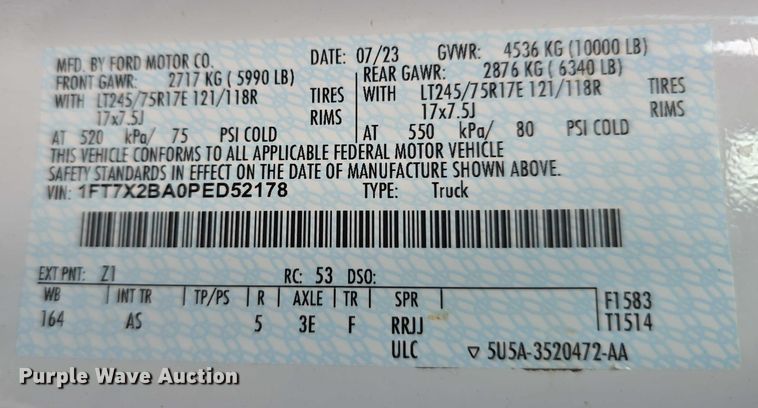 MFD. BY FORD MOTOR CO. DATE: 07/23 GVWR: 4536 KG (10000 LB)
FRONT GAWR: 2717 KG ( 5990 LB) REAR GAWR: 2876 KG ( 6340 LB)
WITH LT245/75R17E 121/118R TIRES WITH LT245/75R17E 121/118R TIRES
17x7.5J RIMS 17x7.5J RIMS
AT 520 kPa/ 75 PSI COLD AT 550 kPa/ 80 PSI COLD
THIS VEHICLE CONFORMS TO ALL APPLICABLE FEDERAL MOTOR VEHICLE
SAFETY STANDARDS IN EFFECT ON THE DATE OF MANUFACTURE SHOWN ABOVE.
VIN: 1FT7X2BA0PED52178 TYPE: Truck
EXT PNT: Z1 RC: 53 DSO:
WB INT TR TP/PS R AXLE TR SPR F1583
164 AS 5 3E F RRJJ T1514
ULC ▽ 5U5A-3520472-AA
Purple Wave Auction